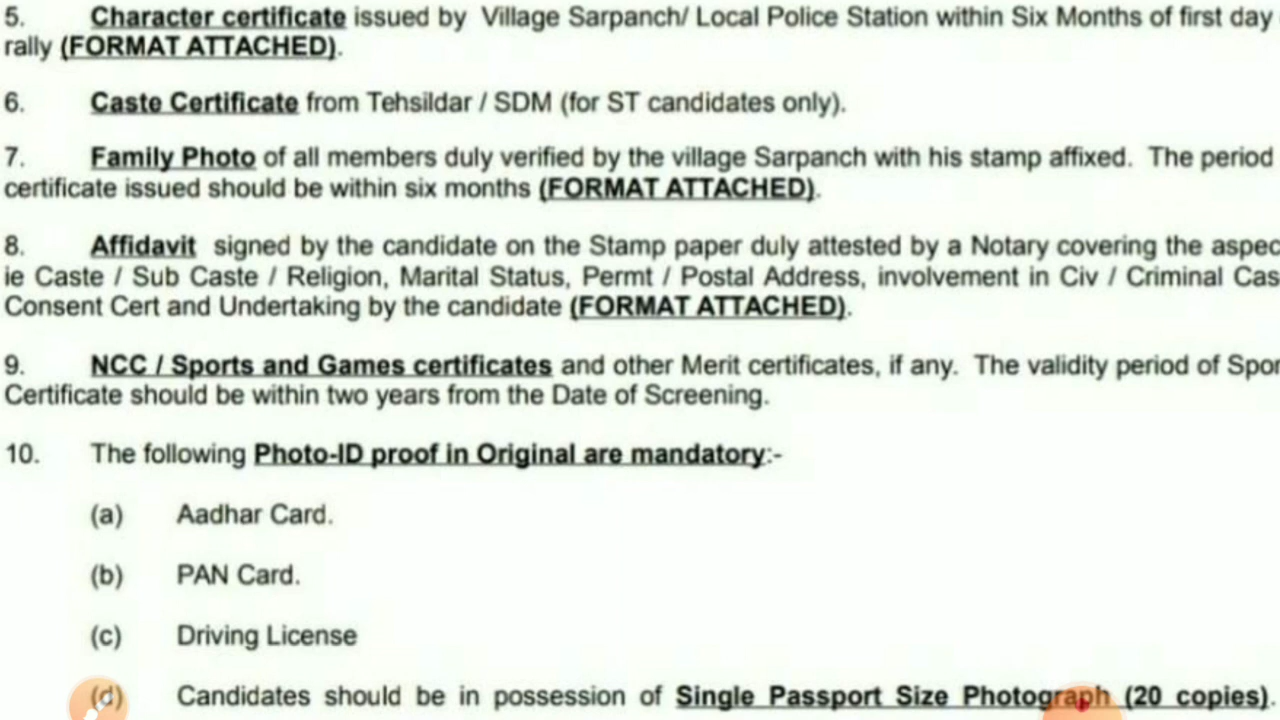 5. Character certificate issued by Village Sarpanch/ Local Police Station within Six Months of first day
rally (FORMAT ATTACHED).
6. Caste Certificate from Tehsildar / SDM (for ST candidates only).
7. Family Photo of all members duly verified by the village Sarpanch with his stamp affixed. The period
certificate issued should be within six months (FORMAT ATTACHED).
8. Affidavit signed by the candidate on the Stamp paper duly attested by a Notary covering the aspec
ie Caste / Sub Caste / Religion, Marital Status, Permt / Postal Address, involvement in Civ / Criminal Cas
Consent Cert and Undertaking by the candidate (FORMAT ATTACHED).
9. NCC / Sports and Games certificates and other Merit certificates, if any. The validity period of Spor
Certificate should be within two years from the Date of Screening.
10. The following Photo-ID proof in Original are mandatory:-
(a) Aadhar Card.
(b) PAN Card.
(c) Driving License
(d) Candidates should be in possession of Single Passport Size Photograph (20 copies).